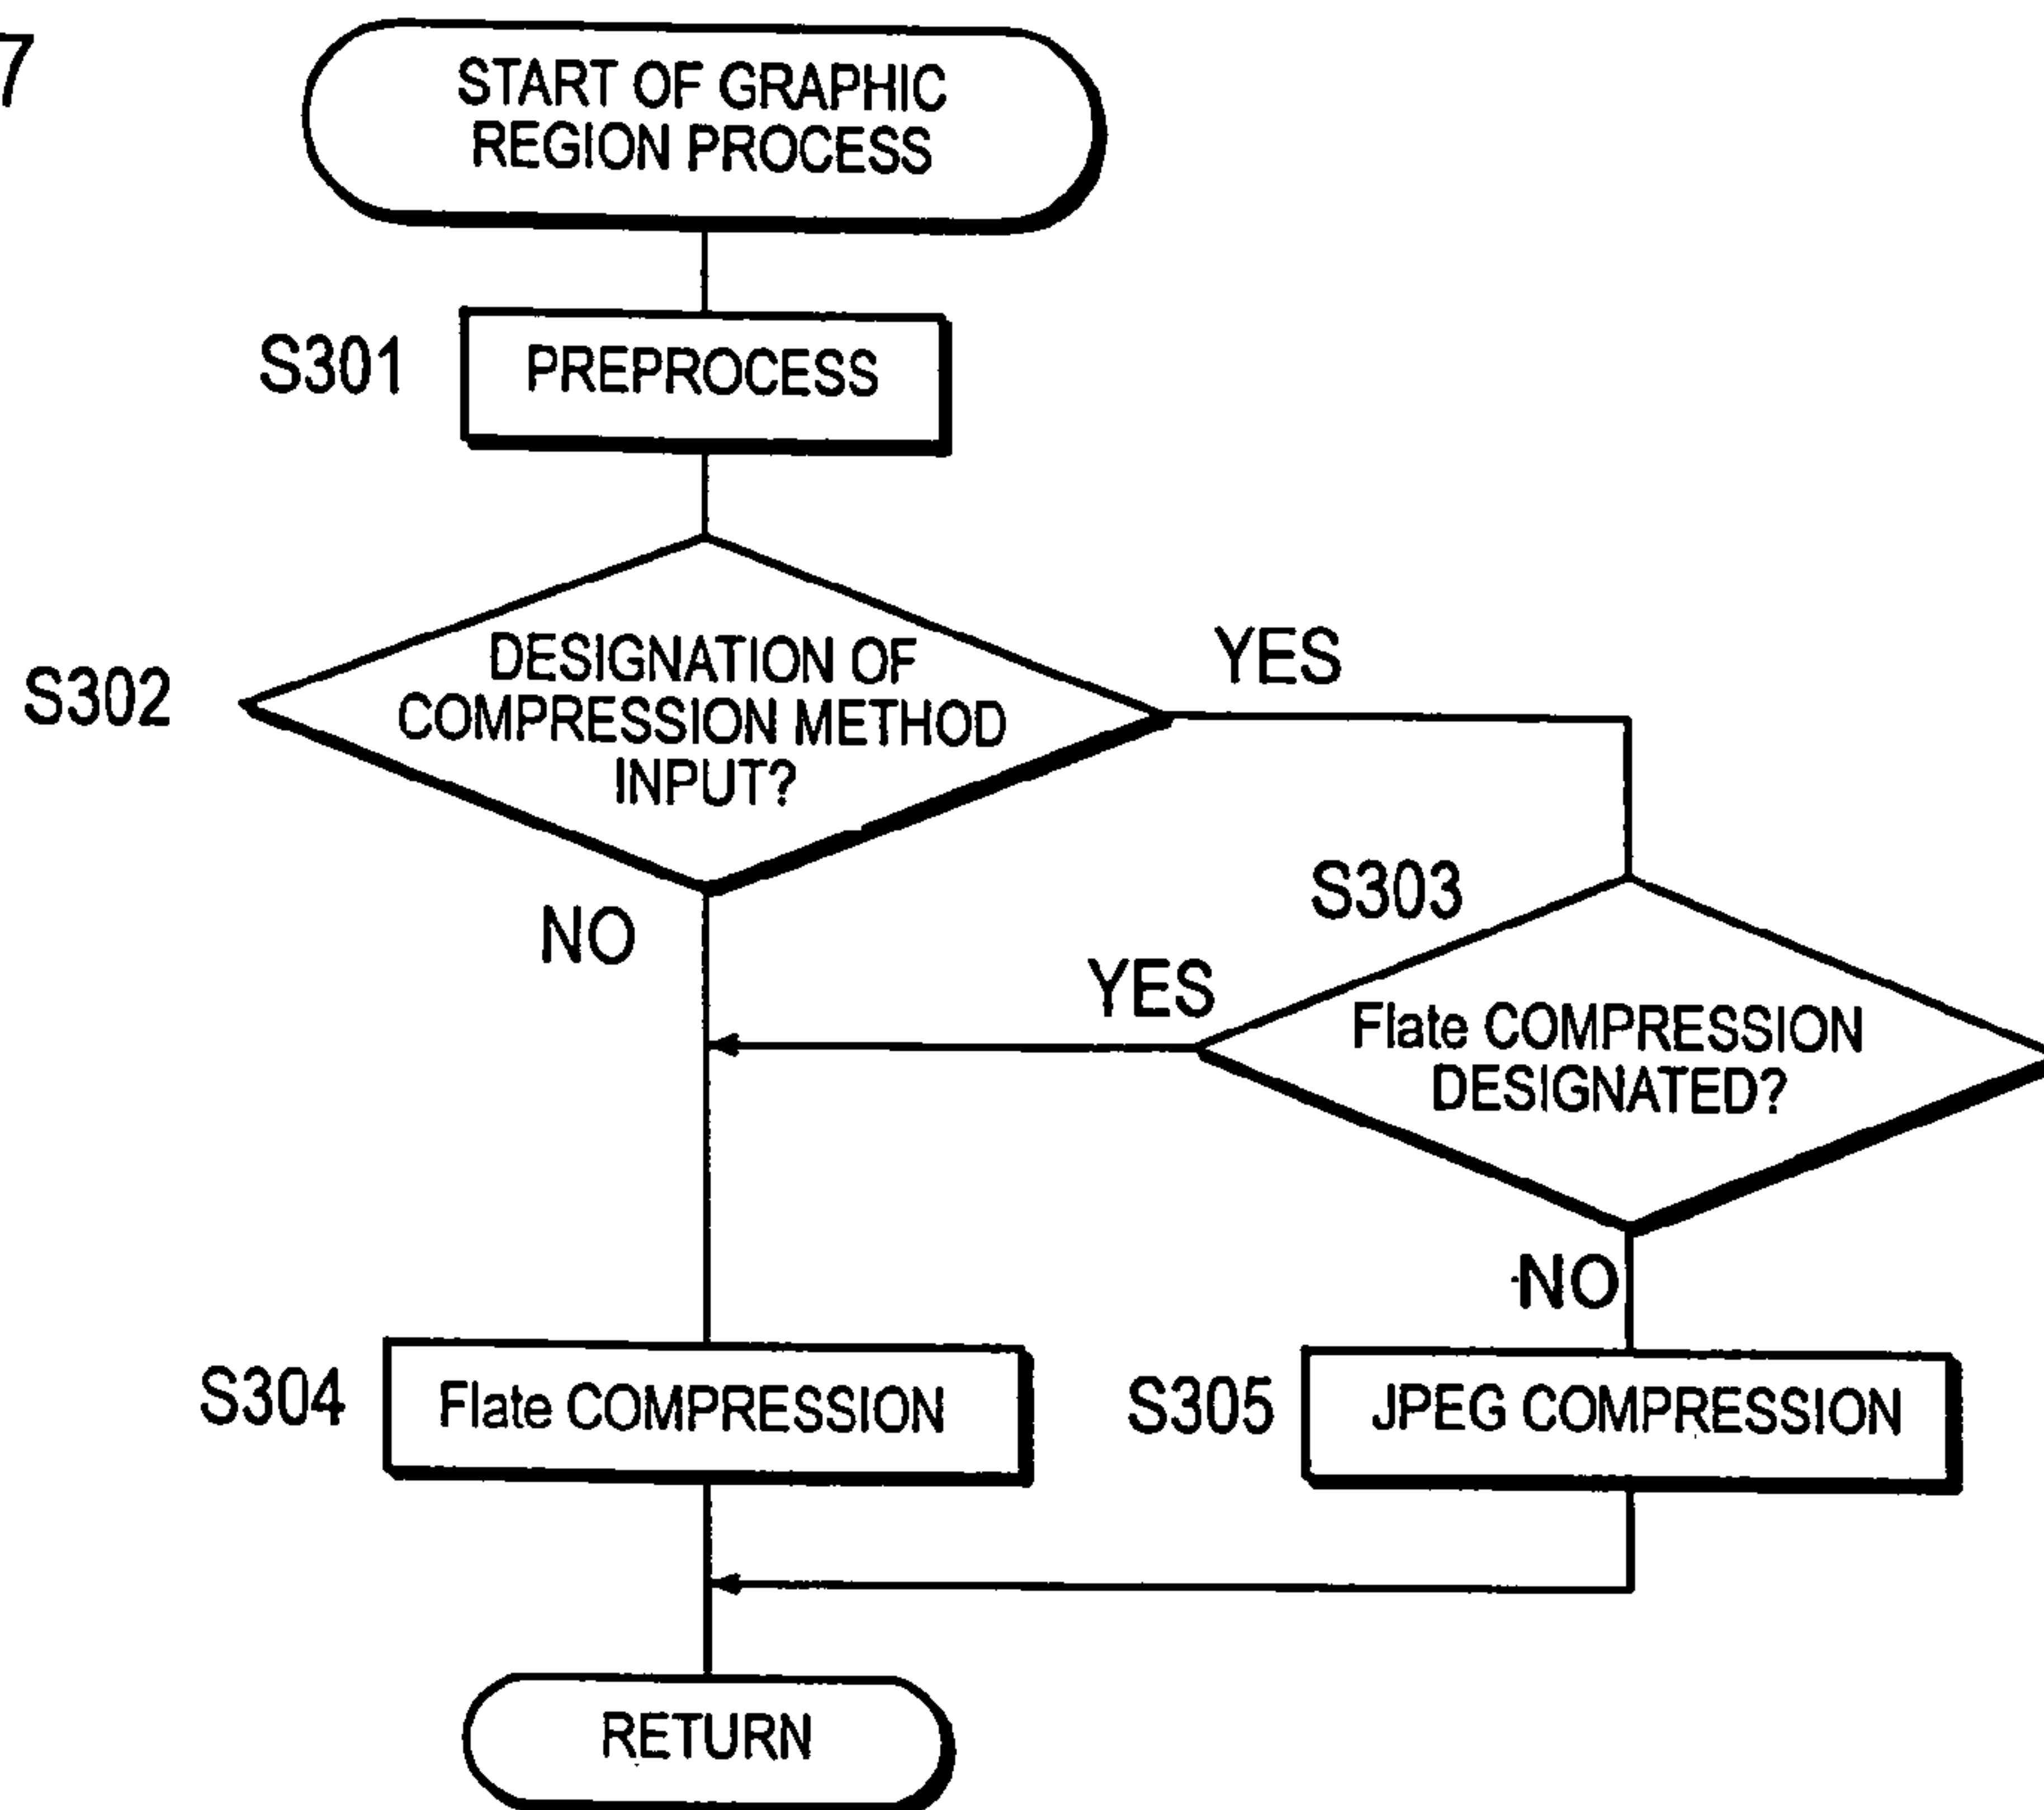 7
START OF GRAPHIC
REGION PROCESS
S301
PREPROCESS
S302
DESIGNATION OF
COMPRESSION METHOD
INPUT?
YES
NO
S303
YES
Flate COMPRESSION
DESIGNATED?
NO
S304
Flate COMPRESSION
S305
JPEG COMPRESSION
RETURN